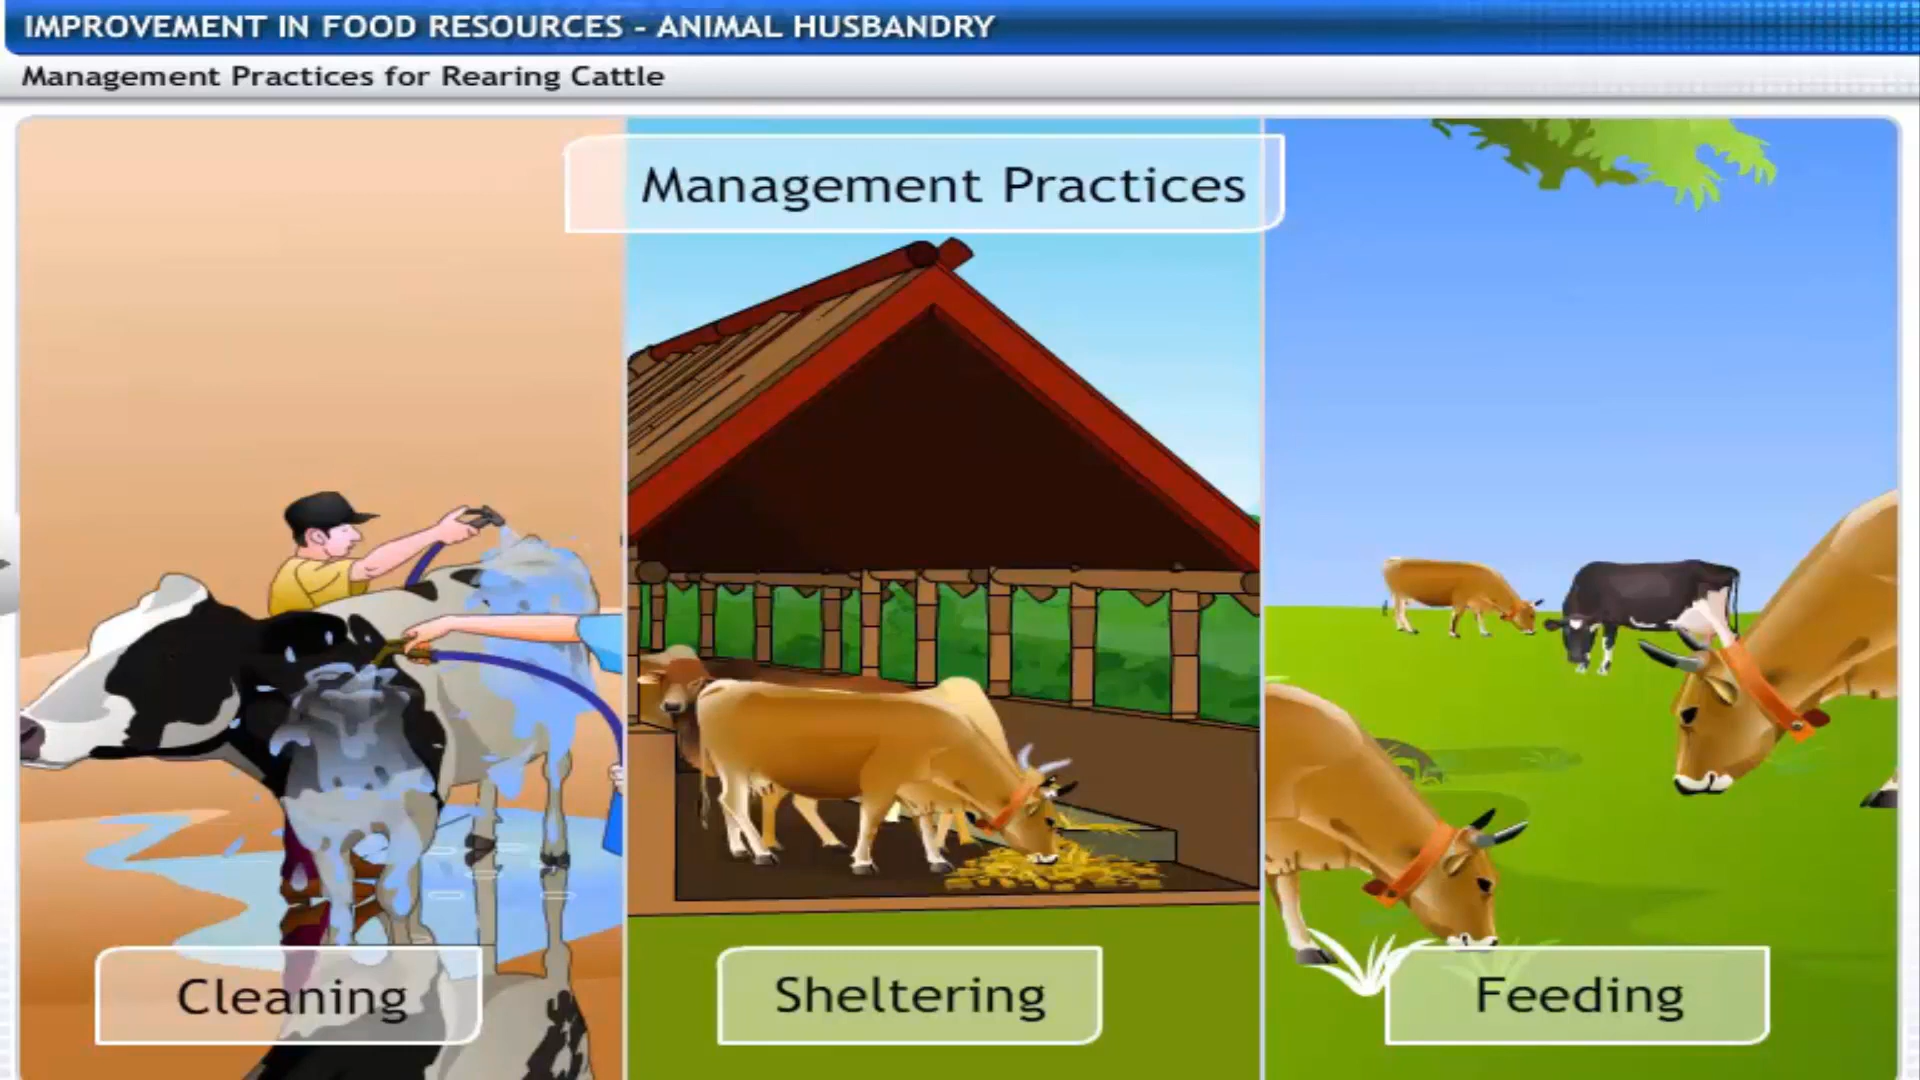 IMPROVEMENT IN FOOD RESOURCES - ANIMAL HUSBANDRY
Management Practices for Rearing Cattle
Management Practices
Cleaning
Sheltering
Feeding